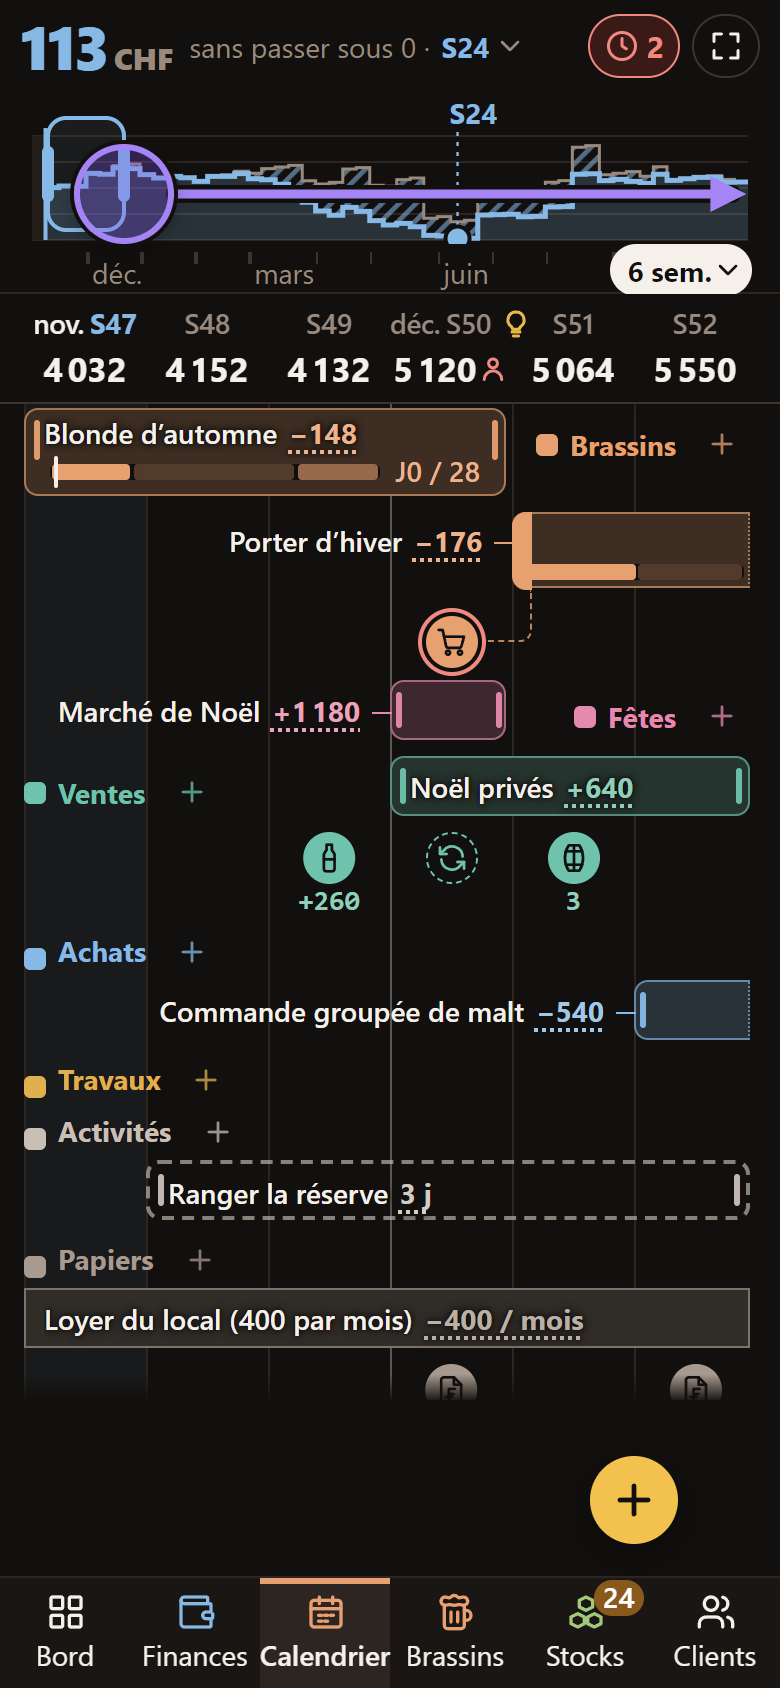 113 CHF sans passer sous 0 · S24
2
S24
déc. mars juin
6 sem.
nov. S47 S48 S49 déc. S50 S51 S52
4 032 4 152 4 132 5 120 5 064 5 550
Blonde d’automne −148
J0 / 28
Brassins +
Porter d’hiver −176
Marché de Noël +1 180
Fêtes +
Noël privés +640
Ventes +
+260 3
Achats +
Commande groupée de malt −540
Travaux +
Activités +
Ranger la réserve 3 j
Papiers +
Loyer du local (400 par mois) −400 / mois
+
24
Bord Finances Calendrier Brassins Stocks Clients